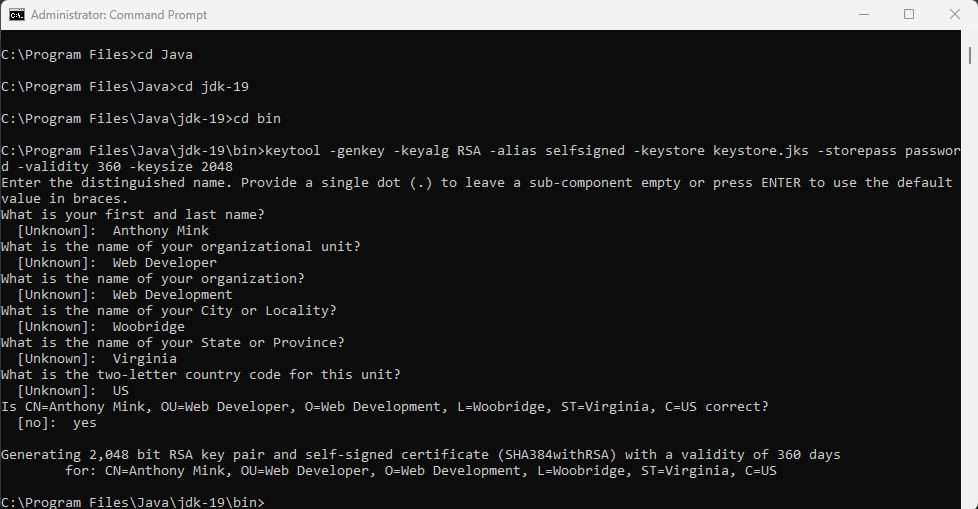 Administrator: Command Prompt
C:\Program Files>cd Java
C:\Program Files\Java>cd jdk-19
C:\Program Files\Java\jdk-19>cd bin
C:\Program Files\Java\jdk-19\bin>keytool -genkey -keyalg RSA -alias selfsigned -keystore keystore.jks -storepass passwor
d -validity 360 -keysize 2048
Enter the distinguished name. Provide a single dot (.) to leave a sub-component empty or press ENTER to use the default
value in braces.
What is your first and last name?
  [Unknown]:  Anthony Mink
What is the name of your organizational unit?
  [Unknown]:  Web Developer
What is the name of your organization?
  [Unknown]:  Web Development
What is the name of your City or Locality?
  [Unknown]:  Woobridge
What is the name of your State or Province?
  [Unknown]:  Virginia
What is the two-letter country code for this unit?
  [Unknown]:  US
Is CN=Anthony Mink, OU=Web Developer, O=Web Development, L=Woobridge, ST=Virginia, C=US correct?
  [no]:  yes
Generating 2,048 bit RSA key pair and self-signed certificate (SHA384withRSA) with a validity of 360 days
        for: CN=Anthony Mink, OU=Web Developer, O=Web Development, L=Woobridge, ST=Virginia, C=US
C:\Program Files\Java\jdk-19\bin>